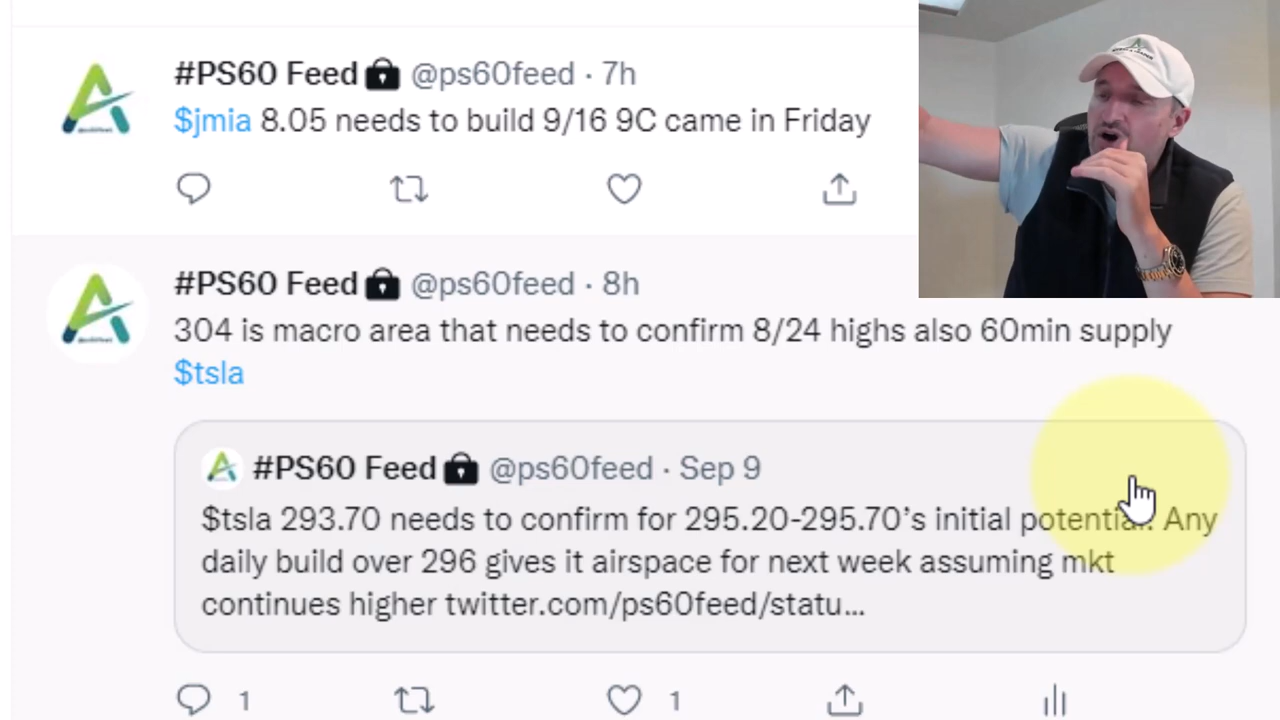 #PS60 Feed @ps60feed · 7h
$jmia 8.05 needs to build 9/16 9C came in Friday
#PS60 Feed @ps60feed · 8h
304 is macro area that needs to confirm 8/24 highs also 60min supply
$tsla
#PS60 Feed @ps60feed · Sep 9
$tsla 293.70 needs to confirm for 295.20-295.70’s initial potential. Any
daily build over 296 gives it airspace for next week assuming mkt
continues higher twitter.com/ps60feed/statu...
1 1